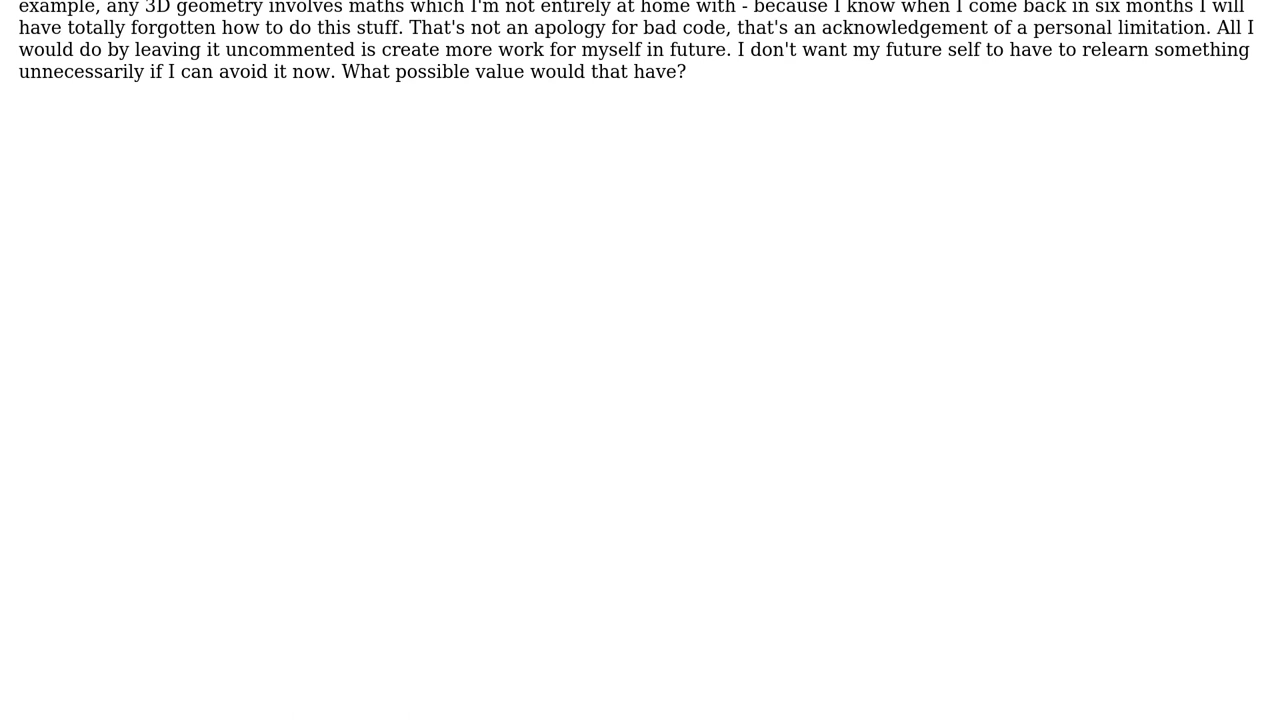 example, any 3D geometry involves maths which I'm not entirely at home with - because I know when I come back in six months I will
have totally forgotten how to do this stuff. That's not an apology for bad code, that's an acknowledgement of a personal limitation. All I
would do by leaving it uncommented is create more work for myself in future. I don't want my future self to have to relearn something
unnecessarily if I can avoid it now. What possible value would that have?